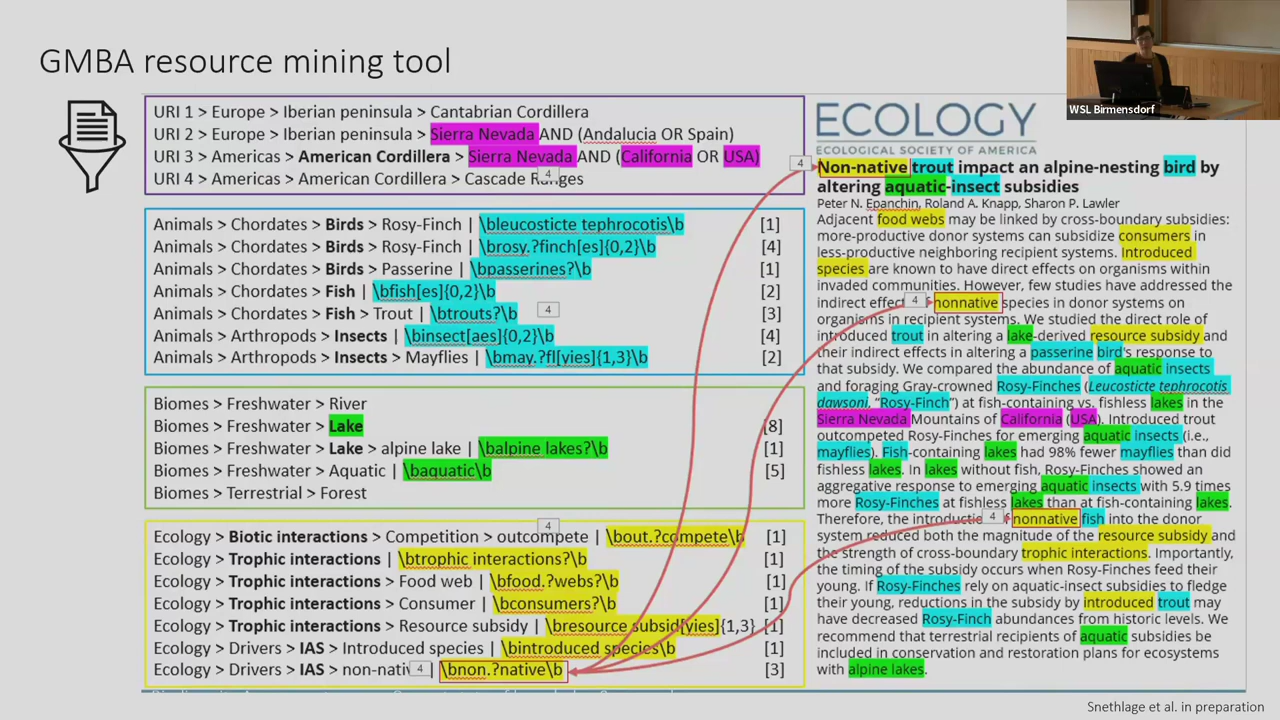 GMBA resource mining tool
WSL Birmensdorf
URI 1 > Europe > Iberian peninsula > Cantabrian Cordillera
URI 2 > Europe > Iberian peninsula > Sierra Nevada AND (Andalucia OR Spain)
URI 3 > Americas > American Cordillera > Sierra Nevada AND (California OR USA)
URI 4 > Americas > American Cordillera > Cascade Ranges
4
Animals > Chordates > Birds > Rosy-Finch | \bleucosticte tephrocotis\b [1]
Animals > Chordates > Birds > Rosy-Finch | \brosy.?finch[es]{0,2}\b [4]
Animals > Chordates > Birds > Passerine | \bpasserines?\b [1]
Animals > Chordates > Fish | \bfish[es]{0,2}\b [2]
Animals > Chordates > Fish > Trout | \btrouts?\b [3]
4
Animals > Arthropods > Insects | \binsect[aes]{0,2}\b [4]
Animals > Arthropods > Insects > Mayflies | \bmay.?fl[vies]{1,3}\b [2]
Biomes > Freshwater > River
Biomes > Freshwater > Lake [8]
Biomes > Freshwater > Lake > alpine lake | \balpine lakes?\b [1]
Biomes > Freshwater > Aquatic | \baquatic\b [5]
Biomes > Terrestrial > Forest
4
Ecology > Biotic interactions > Competition > outcompete | \bout.?compete\b [1]
Ecology > Trophic interactions | \btrophic interactions?\b [1]
Ecology > Trophic interactions > Food web | \bfood.?webs?\b [1]
Ecology > Trophic interactions > Consumer | \bconsumers?\b [1]
Ecology > Trophic interactions > Resource subsidy | \bresource subsid[yies]{1,3} [1]
Ecology > Drivers > IAS > Introduced species | \bintroduced species\b [1]
Ecology > Drivers > IAS > non-nativ 4 | \bnon.?native\b [3]
ECOLOGY
ECOLOGICAL SOCIETY OF AMERICA
4 Non-native trout impact an alpine-nesting bird by
altering aquatic-insect subsidies
Peter N. Epanchin, Roland A. Knapp, Sharon P. Lawler
Adjacent food webs may be linked by cross-boundary subsidies:
more-productive donor systems can subsidize consumers in
less-productive neighboring recipient systems. Introduced
species are known to have direct effects on organisms within
invaded communities. However, few studies have addressed the
indirect effec 4 nonnative species in donor systems on
organisms in recipient systems. We studied the direct role of
introduced trout in altering a lake-derived resource subsidy and
their indirect effects in altering a passerine bird's response to
that subsidy. We compared the abundance of aquatic insects
and foraging Gray-crowned Rosy-Finches (Leucosticte tephrocotis
dawsoni, "Rosy-Finch") at fish-containing vs. fishless lakes in the
Sierra Nevada Mountains of California (USA). Introduced trout
outcompeted Rosy-Finches for emerging aquatic insects (i.e.,
mayflies). Fish-containing lakes had 98% fewer mayflies than did
fishless lakes. In lakes without fish, Rosy-Finches showed an
aggregative response to emerging aquatic insects with 5.9 times
more Rosy-Finches at fishless lakes than at fish-containing lakes.
Therefore, the introductio 4 nonnative fish into the donor
system reduced both the magnitude of the resource subsidy and
the strength of cross-boundary trophic interactions. Importantly,
the timing of the subsidy occurs when Rosy-Finches feed their
young. If Rosy-Finches rely on aquatic-insect subsidies to fledge
their young, reductions in the subsidy by introduced trout may
have decreased Rosy-Finch abundances from historic levels. We
recommend that terrestrial recipients of aquatic subsidies be
included in conservation and restoration plans for ecosystems
with alpine lakes.
Snethlage et al. in preparation